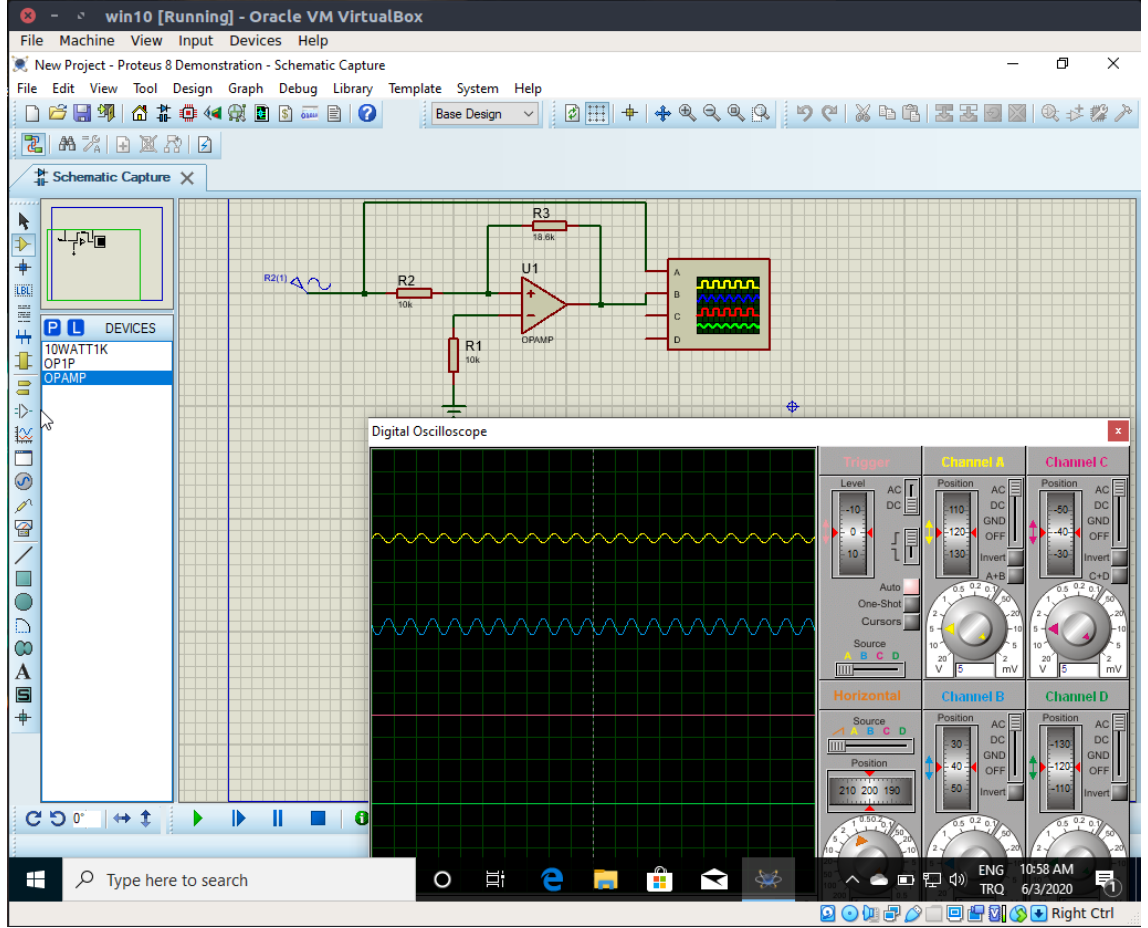 win10 [Running] - Oracle VM VirtualBox
File Machine View Input Devices Help
New Project - Proteus 8 Demonstration - Schematic Capture
File Edit View Tool Design Graph Debug Library Template System Help
Base Design
Schematic Capture
P L DEVICES
10WATT1K
OP1P
OPAMP
LBL
A
S
R3
18.6k
R2(1)
R2
10k
U1
OPAMP
R1
10k
A
B
C
D
Digital Oscilloscope
Trigger
Level
-10
0
10
AC
DC
Auto
One-Shot
Cursors
Source
A B C D
Channel A
Position
-110
-120
130
AC
DC
GND
OFF
Invert
A+B
V 5 mV
Channel C
Position
-50
-40
-30
AC
DC
GND
OFF
Invert
C+D
V 5 mV
Horizontal
Source
A B C D
Position
210 200 190
Channel B
Position
30
40
50
AC
DC
GND
OFF
Invert
Channel D
Position
-130
-120
-110
AC
DC
GND
OFF
Invert
0°
Type here to search
ENG
TRQ
10:58 AM
6/3/2020
1
Right Ctrl